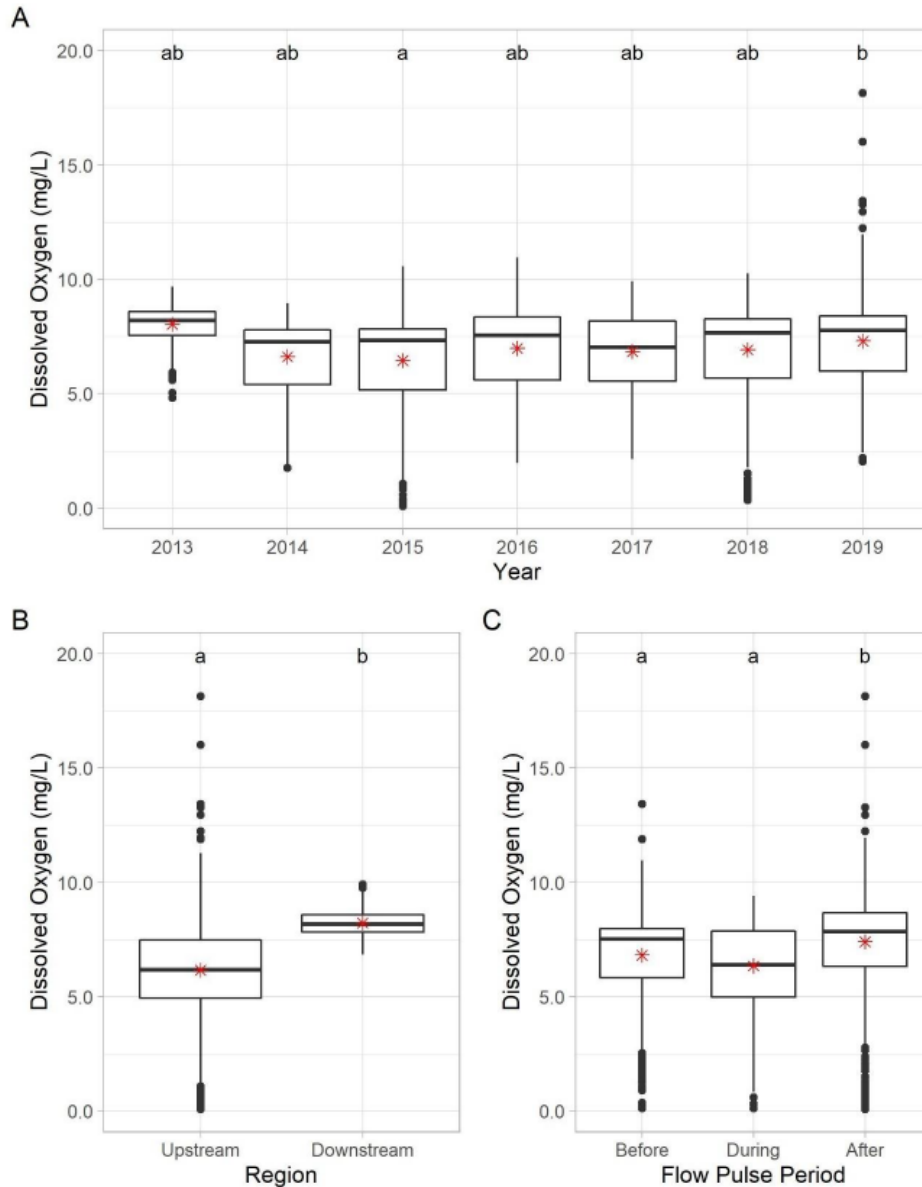 A
ab ab a ab ab ab b
20.0
15.0
10.0
5.0
0.0
Dissolved Oxygen (mg/L)
2013 2014 2015 2016 2017 2018 2019
Year
B
a b
20.0
15.0
10.0
5.0
0.0
Dissolved Oxygen (mg/L)
Upstream Downstream
Region
C
a a b
20.0
15.0
10.0
5.0
0.0
Dissolved Oxygen (mg/L)
Before During After
Flow Pulse Period